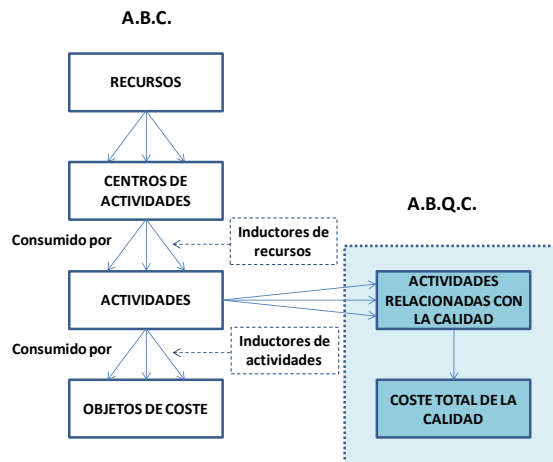 A.B.C.
RECURSOS
CENTROS DE
ACTIVIDADES
A.B.Q.C.
Consumido por
Inductores de
recursos
ACTIVIDADES
ACTIVIDADES
RELACIONADAS CON
LA CALIDAD
Consumido por
Inductores de
actividades
OBJETOS DE COSTE
COSTE TOTAL DE LA
CALIDAD